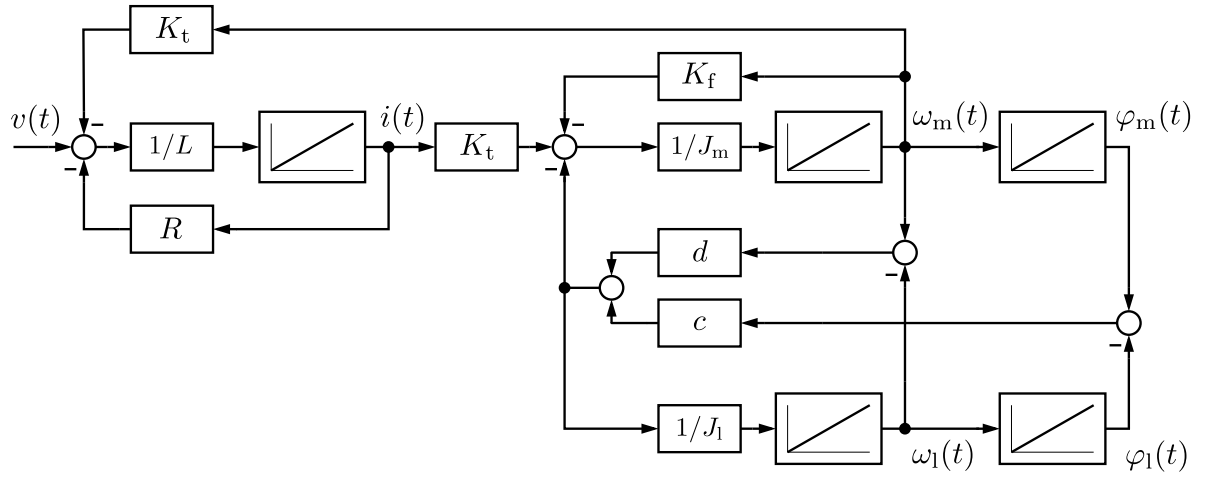 K_t
K_f
v(t)
1/L
i(t)
K_t
1/J_m
ω_m(t)
φ_m(t)
R
d
c
1/J_l
ω_l(t)
φ_l(t)